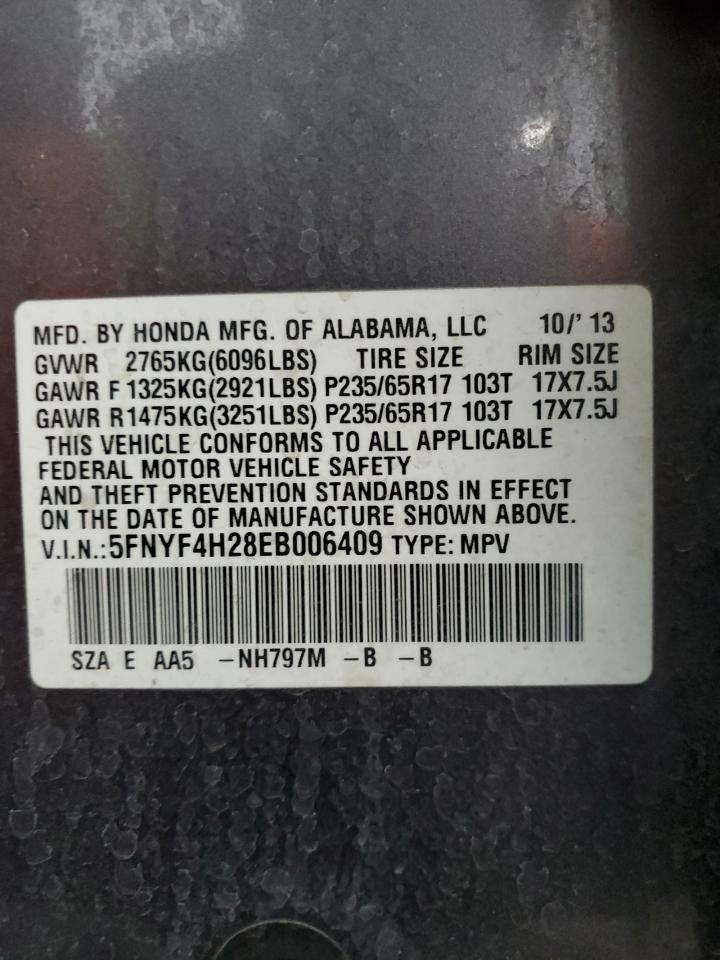 MFD. BY HONDA MFG. OF ALABAMA, LLC 10/' 13
GVWR 2765KG(6096LBS) TIRE SIZE RIM SIZE
GAWR F 1325KG(2921LBS) P235/65R17 103T 17X7.5J
GAWR R1475KG(3251LBS) P235/65R17 103T 17X7.5J
THIS VEHICLE CONFORMS TO ALL APPLICABLE
FEDERAL MOTOR VEHICLE SAFETY
AND THEFT PREVENTION STANDARDS IN EFFECT
ON THE DATE OF MANUFACTURE SHOWN ABOVE.
V.I.N.:5FNYF4H28EB006409 TYPE: MPV
SZA E AA5 -NH797M -B -B